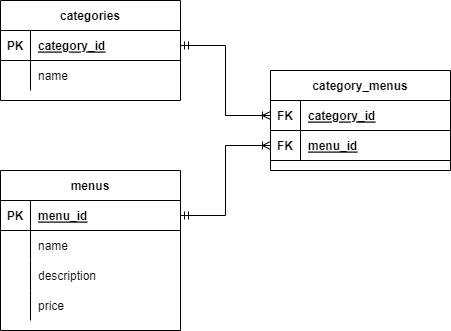 categories
PK category_id
name
category_menus
FK category_id
FK menu_id
menus
PK menu_id
name
description
price